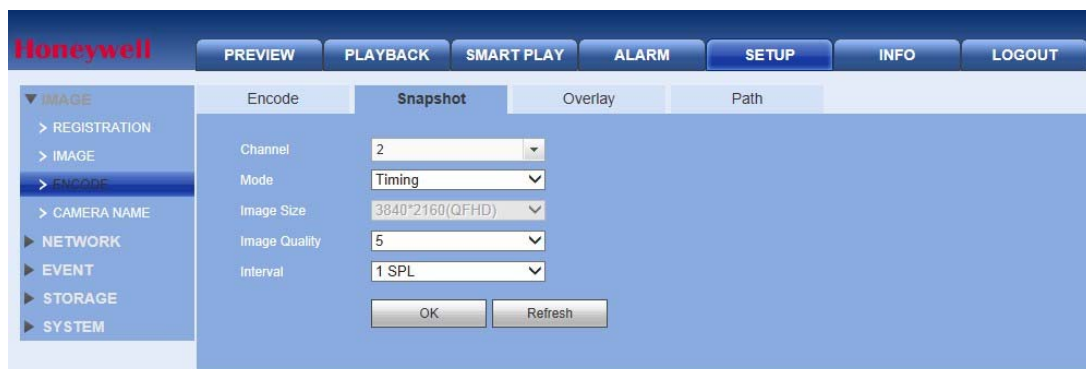 Honeywell
PREVIEW PLAYBACK SMART PLAY ALARM SETUP INFO LOGOUT
IMAGE
REGISTRATION
IMAGE
ENCODE
CAMERA NAME
NETWORK
EVENT
STORAGE
SYSTEM
Encode Snapshot Overlay Path
Channel 2
Mode Timing
Image Size 3840*2160(QFHD)
Image Quality 5
Interval 1 SPL
OK Refresh